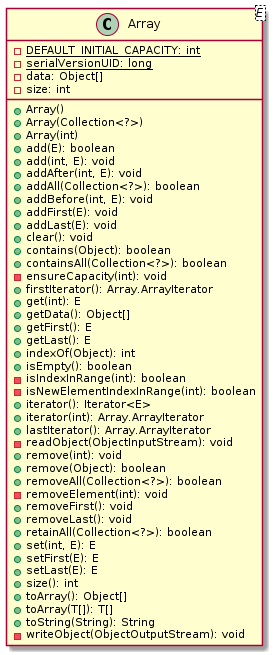 E
C Array
DEFAULT_INITIAL_CAPACITY: int
serialVersionUID: long
data: Object[]
size: int
Array()
Array(Collection<?>)
Array(int)
add(E): boolean
add(int, E): void
addAfter(int, E): void
addAll(Collection<?>): boolean
addBefore(int, E): void
addFirst(E): void
addLast(E): void
clear(): void
contains(Object): boolean
containsAll(Collection<?>): boolean
ensureCapacity(int): void
firstIterator(): Array.ArrayIterator
get(int): E
getData(): Object[]
getFirst(): E
getLast(): E
indexOf(Object): int
isEmpty(): boolean
isIndexInRange(int): boolean
isNewElementIndexInRange(int): boolean
iterator(): Iterator<E>
iterator(int): Array.ArrayIterator
lastIterator(): Array.ArrayIterator
readObject(ObjectInputStream): void
remove(int): void
remove(Object): boolean
removeAll(Collection<?>): boolean
removeElement(int): void
removeFirst(): void
removeLast(): void
retainAll(Collection<?>): boolean
set(int, E): E
setFirst(E): E
setLast(E): E
size(): int
toArray(): Object[]
toArray(T[]): T[]
toString(String): String
writeObject(ObjectOutputStream): void